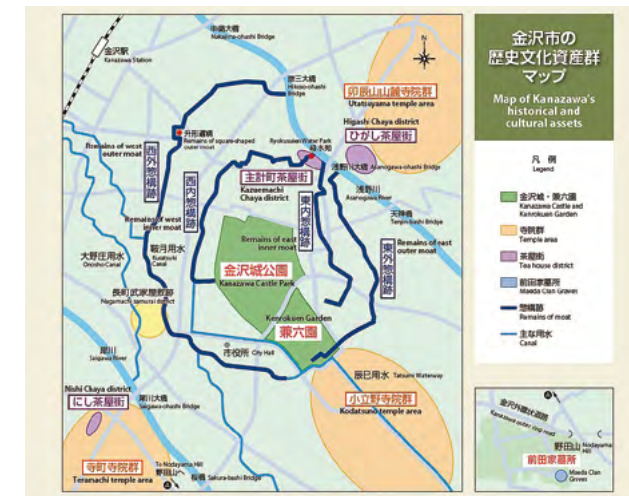 金沢市の
歴史文化資産群
マップ
Map of Kanazawa's
historical and
cultural assets
凡 例
Legend
金沢城・兼六園
Kanazawa Castle and
Kenrokuen Garden
寺院群
Temple area
茶屋街
Tea house district
前田家墓所
Maeda Clan
Groves
惣構跡
Remains of moat
主な用水
Canal
金沢駅
Kanazawa Station
中島大橋
Nakajima-ohashi Bridge
彦三大橋
Hikoso-ohashi
Bridge
N
卯辰山山麓寺院群
Utatsuyama temple area
升形遺構
Remains of square-shaped
outer moat
Ryokusuien Water Park
緑水苑
Higashi Chaya district
ひがし茶屋街
主計町茶屋街
Kazuemachi
Chaya district
浅野川大橋
Asanogawa-ohashi Bridge
浅野川
Asanogawa River
天神橋
Tenjin-bashi Bridge
Remains of west
outer moat
西外惣構跡
西内惣構跡
Remains of west
inner moat
東内惣構跡
Remains of east
inner moat
東外惣構跡
Remains of east
outer moat
大野庄用水
Onosho Canal
鞍月用水
Kuratsuki
Canal
金沢城公園
Kanazawa Castle Park
長町武家屋敷跡
Nagamachi samurai district
Kenrokuen Garden
兼六園
犀川
Saigawa River
市役所 City Hall
辰巳用水 Tatsumi Waterway
Nishi Chaya district
にし茶屋街
犀川大橋
Saigawa-ohashi Bridge
小立野寺院群
Kodatsuno temple area
寺町寺院群
Teramachi temple area
To Nodayama Hill
野田山へ
A
桜橋 Sakura-bashi Bridge
A
金沢外環状道路
Kanazawa outer ring road
野田山 Nodayama
Hill
前田家墓所
Maeda Clan
Groves